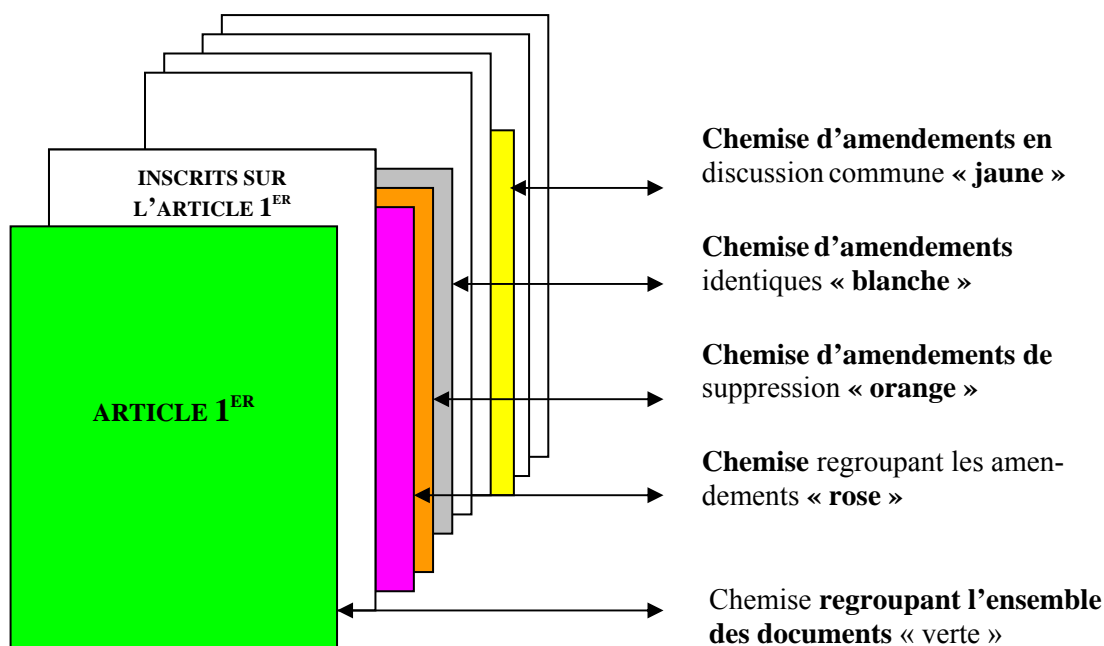 INSCRITS SUR
L'ARTICLE 1ER
ARTICLE 1ER
Chemise d'amendements en
discussion commune « jaune »
Chemise d'amendements
identiques « blanche »
Chemise d'amendements de
suppression « orange »
Chemise regroupant les amen-
dements « rose »
Chemise regroupant l'ensemble
des documents « verte »